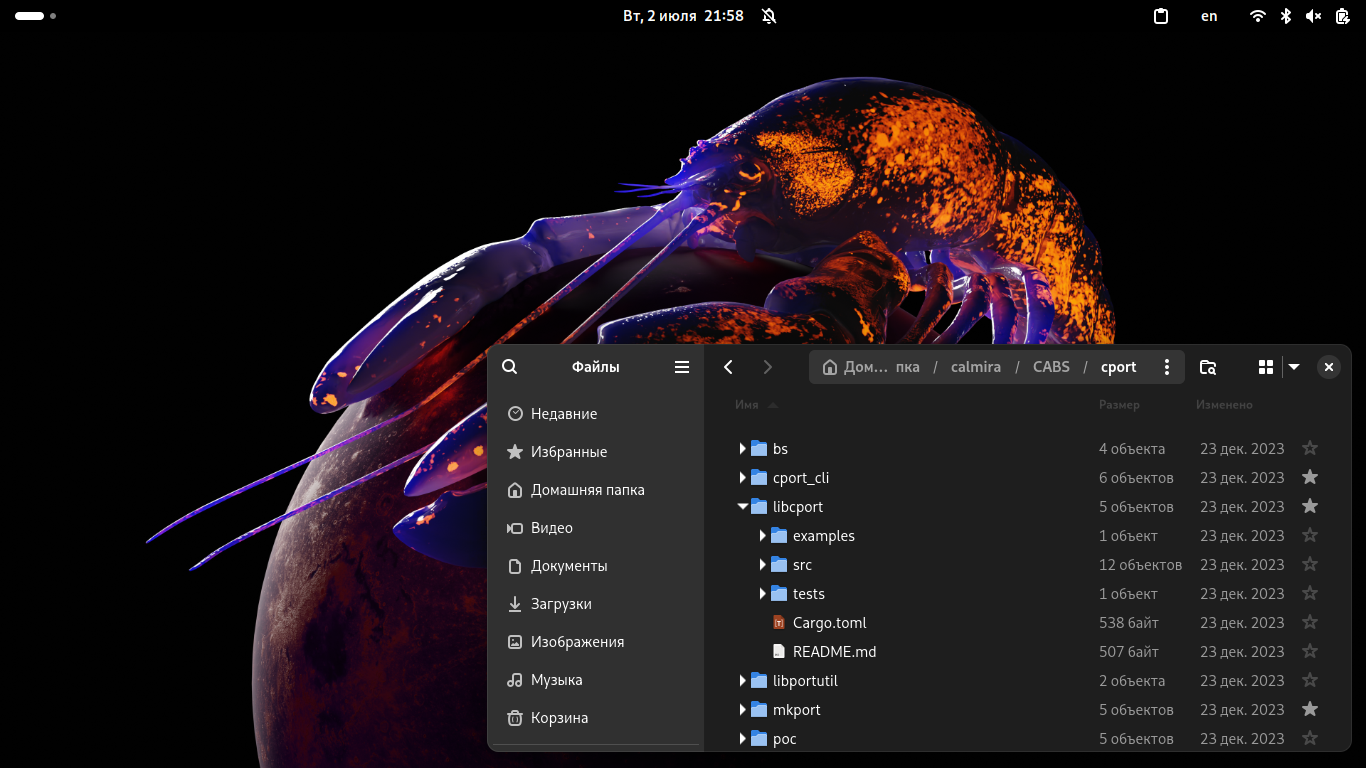 Вт, 2 июля 21:58
en
Файлы
Дом… пка / calmira / CABS / cport
Недавние
Избранные
Домашняя папка
Видео
Документы
Загрузки
Изображения
Музыка
Корзина
Имя Размер Изменено
bs 4 объекта 23 дек. 2023
cport_cli 6 объектов 23 дек. 2023
libcport 5 объектов 23 дек. 2023
examples 1 объект 23 дек. 2023
src 12 объектов 23 дек. 2023
tests 1 объект 23 дек. 2023
Cargo.toml 538 байт 23 дек. 2023
README.md 507 байт 23 дек. 2023
libportutil 2 объекта 23 дек. 2023
mkport 5 объектов 23 дек. 2023
poc 5 объектов 23 дек. 2023